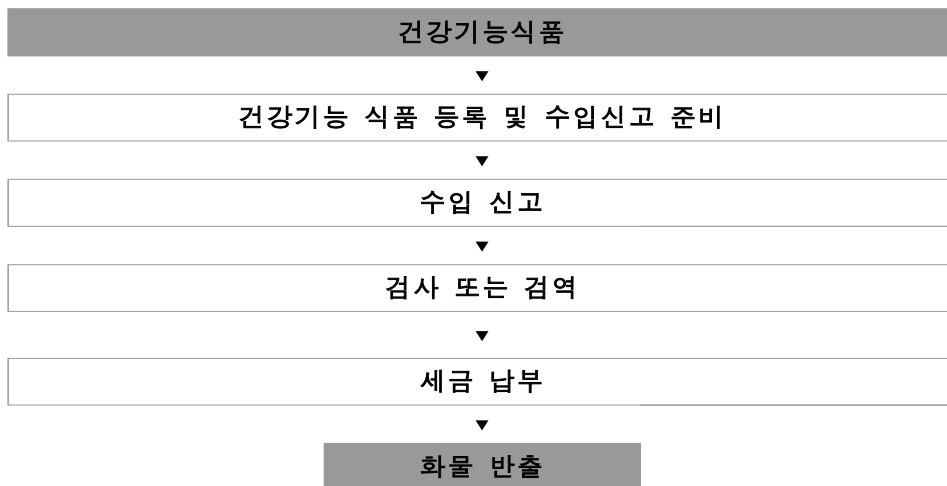 건강기능식품
▼
건강기능 식품 등록 및 수입신고 준비
▼
수입 신고
▼
검사 또는 검역
▼
세금 납부
▼
화물 반출